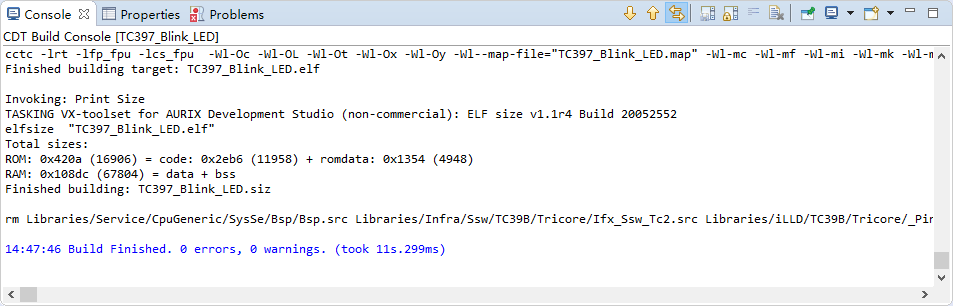 Console Properties Problems
CDT Build Console [TC397_Blink_LED]
cctc -lrt -lfp_fpu -lcs_fpu -Wl-Oc -Wl-OL -Wl-Ot -Wl-Ox -Wl-Oy -Wl--map-file="TC397_Blink_LED.map" -Wl-mc -Wl-mf -Wl-mi -Wl-mk -Wl-m
Finished building target: TC397_Blink_LED.elf
Invoking: Print Size
TASKING VX-toolset for AURIX Development Studio (non-commercial): ELF size v1.1r4 Build 20052552
elfsize "TC397_Blink_LED.elf"
Total sizes:
ROM: 0x420a (16906) = code: 0x2eb6 (11958) + romdata: 0x1354 (4948)
RAM: 0x108dc (67804) = data + bss
Finished building: TC397_Blink_LED.siz
rm Libraries/Service/CpuGeneric/SysSe/Bsp/Bsp.src Libraries/Infra/Ssw/TC39B/Tricore/Ifx_Ssw_Tc2.src Libraries/iLLD/TC39B/Tricore/_Pin
14:47:46 Build Finished. 0 errors, 0 warnings. (took 11s.299ms)